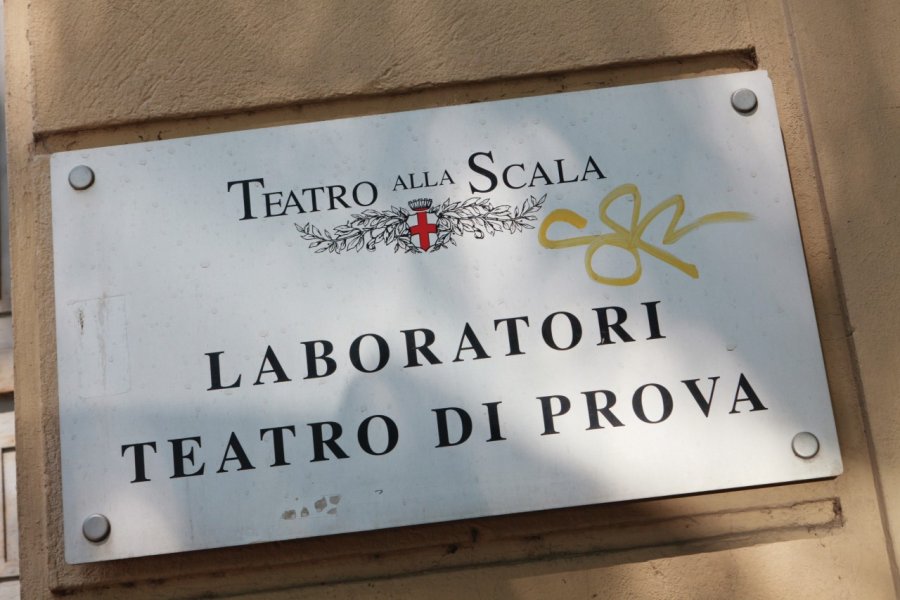 TEATRO ALLA SCALA
LABORATORI
TEATRO DI PROVA